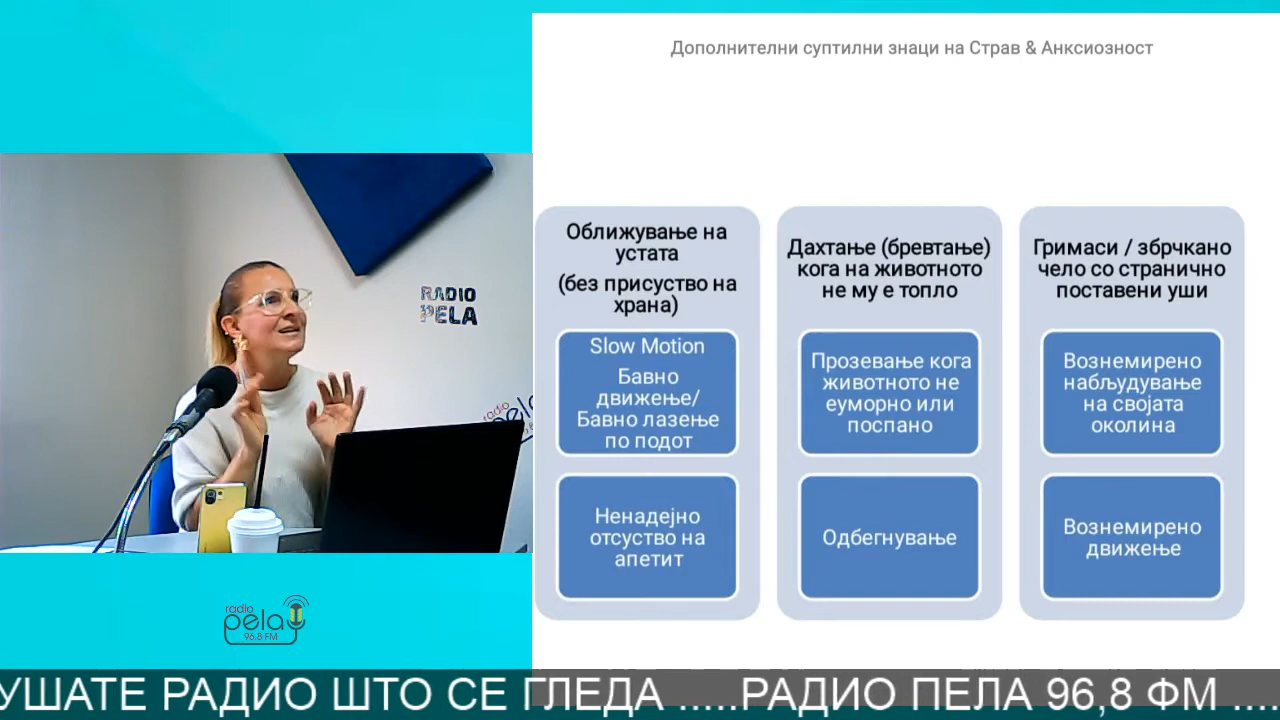 Дополнителни суптилни знаци на Страв & Анксиозност
Оближување на
устата
(без присуство на
храна)
Slow Motion
Бавно
движење/
Бавно лазење
по подот
Ненадејно
отсуство на
апетит
Дахтање (бревтање)
кога на животното
не му е топло
Прозевање кога
животното не
еуморно или
поспано
Одбегнување
Гримаси / збрчкано
чело со странично
поставени уши
Вознемирено
набљудување
на својата
околина
Вознемирено
движење
RADIO
PELA
radio
pela
radio
pela
96.8 FM
УШАТЕ РАДИО ШТО СЕ ГЛЕДА .....РАДИО ПЕЛА 96,8 ФМ ....